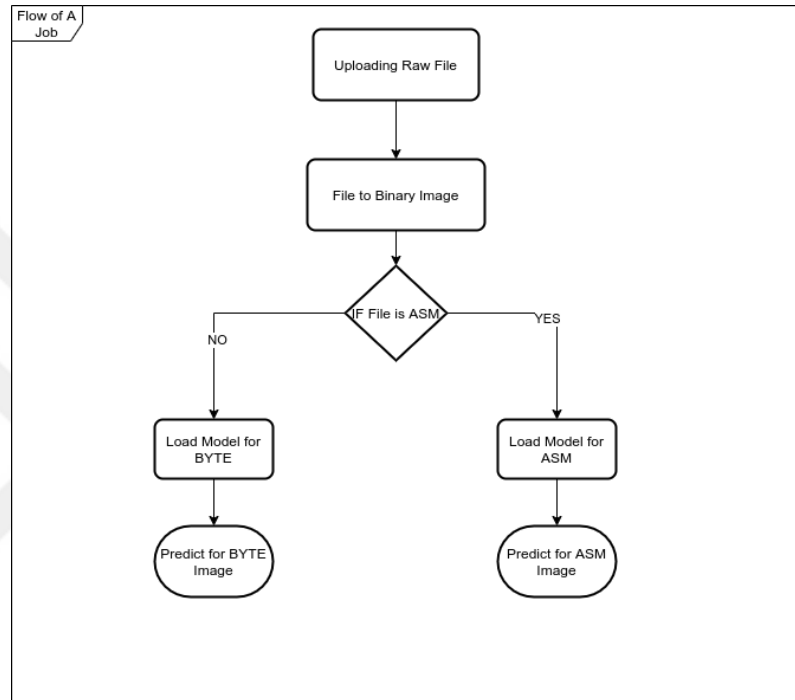 Flow of A
Job
Uploading Raw File
File to Binary Image
IF File is ASM
NO
YES
Load Model for
BYTE
Load Model for
ASM
Predict for BYTE
Image
Predict for ASM
Image